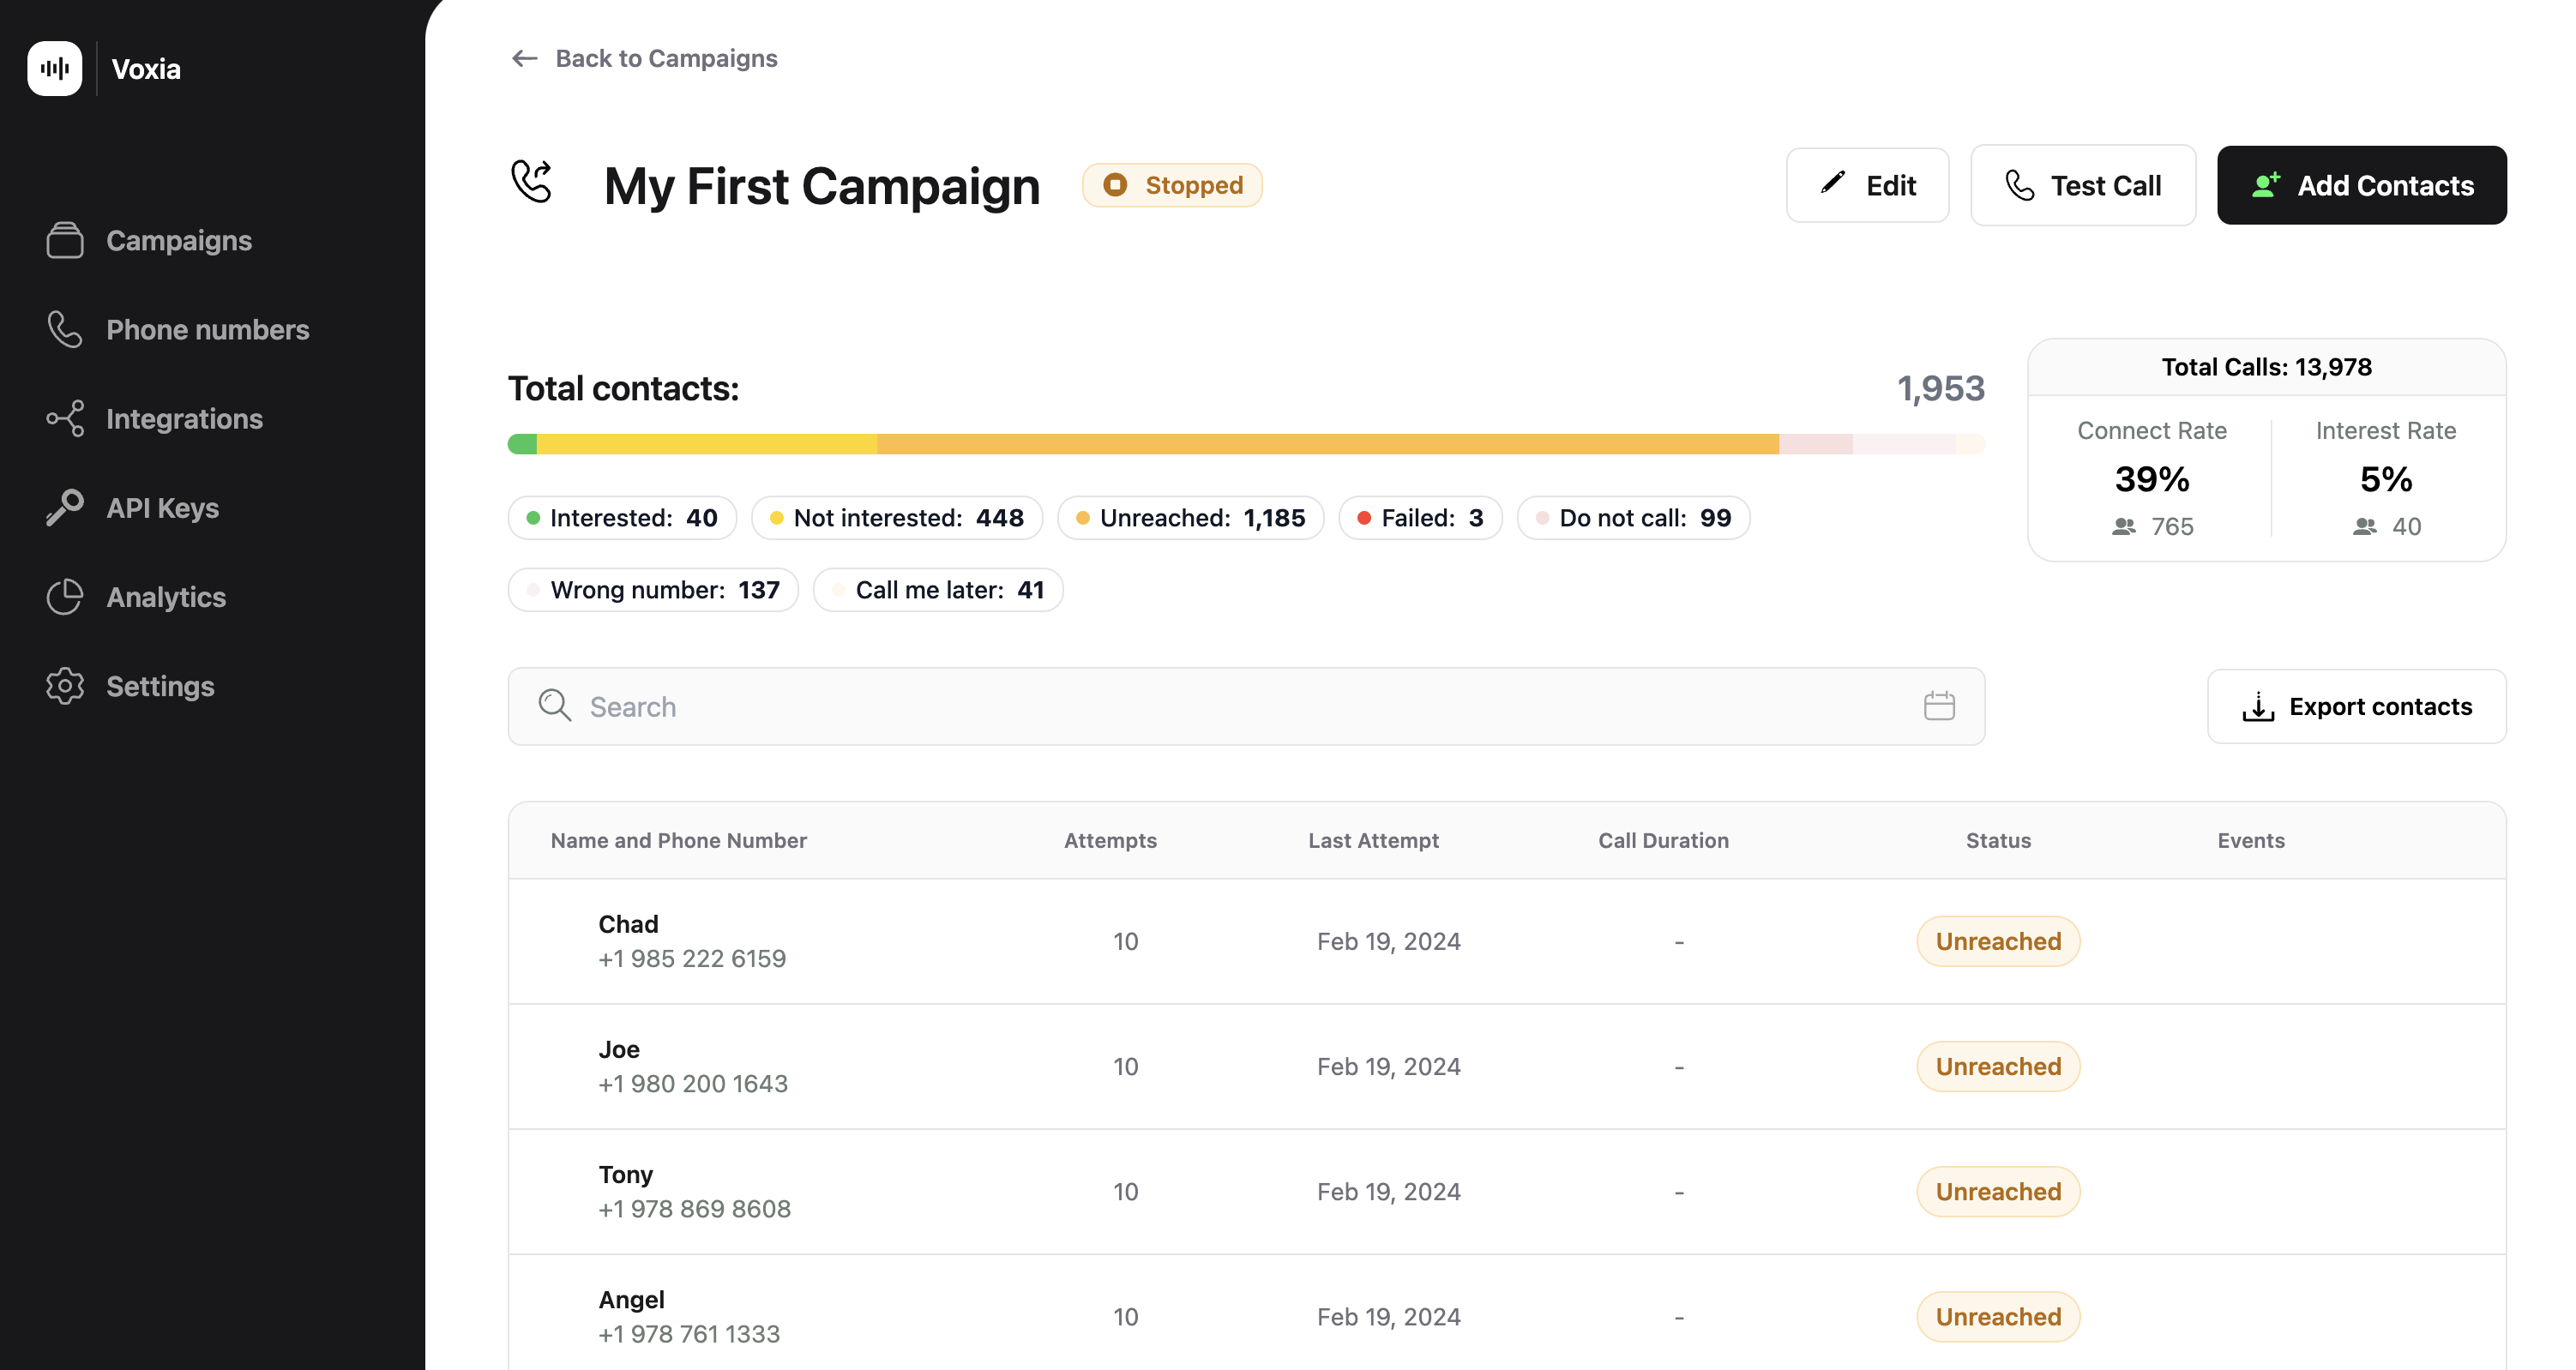 Voxia
Campaigns
Phone numbers
Integrations
API Keys
Analytics
Settings
Back to Campaigns
My First Campaign
Stopped
Edit
Test Call
Add Contacts
Total contacts:
1,953
Interested: 40
Not interested: 448
Unreached: 1,185
Failed: 3
Do not call: 99
Wrong number: 137
Call me later: 41
Total Calls: 13,978
Connect Rate
39%
765
Interest Rate
5%
40
Search
Export contacts
Name and Phone Number Attempts Last Attempt Call Duration Status Events
Chad
+1 985 222 6159
10 Feb 19, 2024 - Unreached
Joe
+1 980 200 1643
10 Feb 19, 2024 - Unreached
Tony
+1 978 869 8608
10 Feb 19, 2024 - Unreached
Angel
+1 978 761 1333
10 Feb 19, 2024 - Unreached